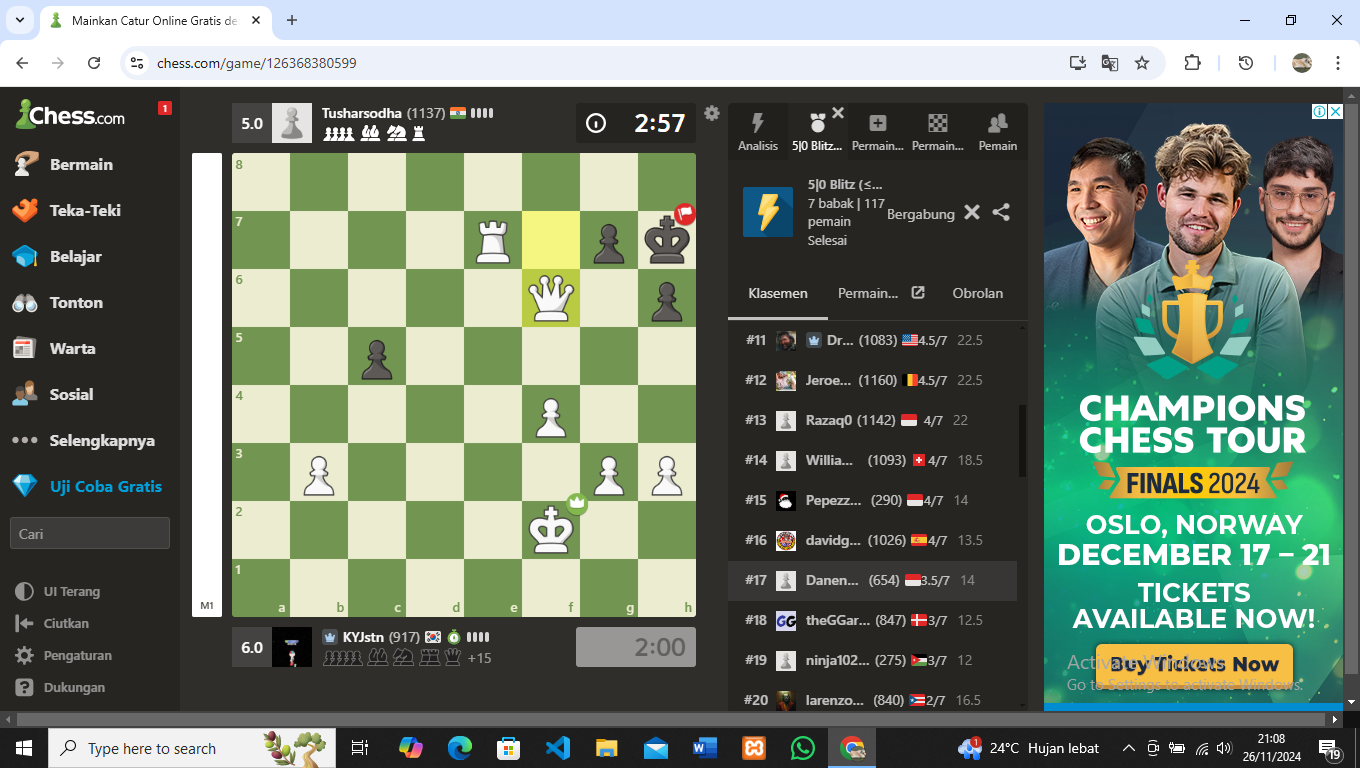 Mainkan Catur Online Gratis de
chess.com/game/126368380599
Chess.com
1
Bermain
Teka-Teki
Belajar
Tonton
Warta
Sosial
Selengkapnya
Uji Coba Gratis
Cari
UI Terang
Ciutkan
Pengaturan
Dukungan
5.0
Tusharsodha (1137)
2:57
8
7
6
5
4
3
2
1
a b c d e f g h
M1
6.0
KYJstn (917)
+15
2:00
Analisis
5|0 Blitz...
Permain...
Permain...
Pemain
5|0 Blitz (≤...
7 babak | 117
pemain
Selesai
Bergabung
Klasemen
Permain...
Obrolan
#11 Dr... (1083) 4.5/7 22.5
#12 Jeroe... (1160) 4.5/7 22.5
#13 Razaq0 (1142) 4/7 22
#14 Willia... (1093) 4/7 18.5
#15 Pepezz... (290) 4/7 14
#16 davidg... (1026) 4/7 13.5
#17 Danen... (654) 3.5/7 14
#18 theGGar... (847) 3/7 12.5
#19 ninja102... (275) 3/7 12
#20 larenzo... (840) 2/7 16.5
GG
CHAMPIONS
CHESS TOUR
FINALS 2024
OSLO, NORWAY
DECEMBER 17 – 21
TICKETS
AVAILABLE NOW!
Buy Tickets Now
Activate Windows
Go to Settings to activate Windows.
Type here to search
1
24°C Hujan lebat
21:08
26/11/2024
19